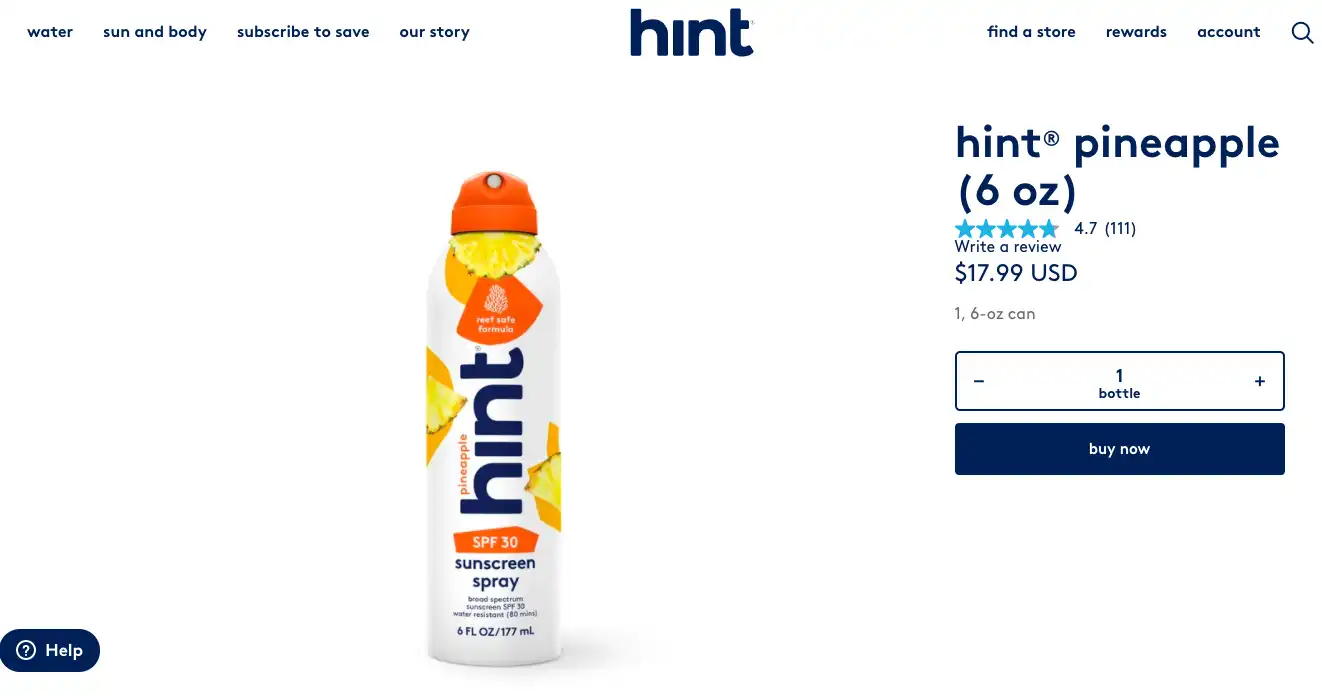 water
sun and body
subscribe to save
our story
hint
find a store
rewards
account
reef safe
formula
hint®
pineapple
SPF 30
sunscreen
spray
broad spectrum
sunscreen SPF 30
water resistant (80 mins)
6 FL OZ/177 mL
hint® pineapple
(6 oz)
4.7 (111)
Write a review
$17.99 USD
1, 6-oz can
− 1 +
bottle
buy now
? Help